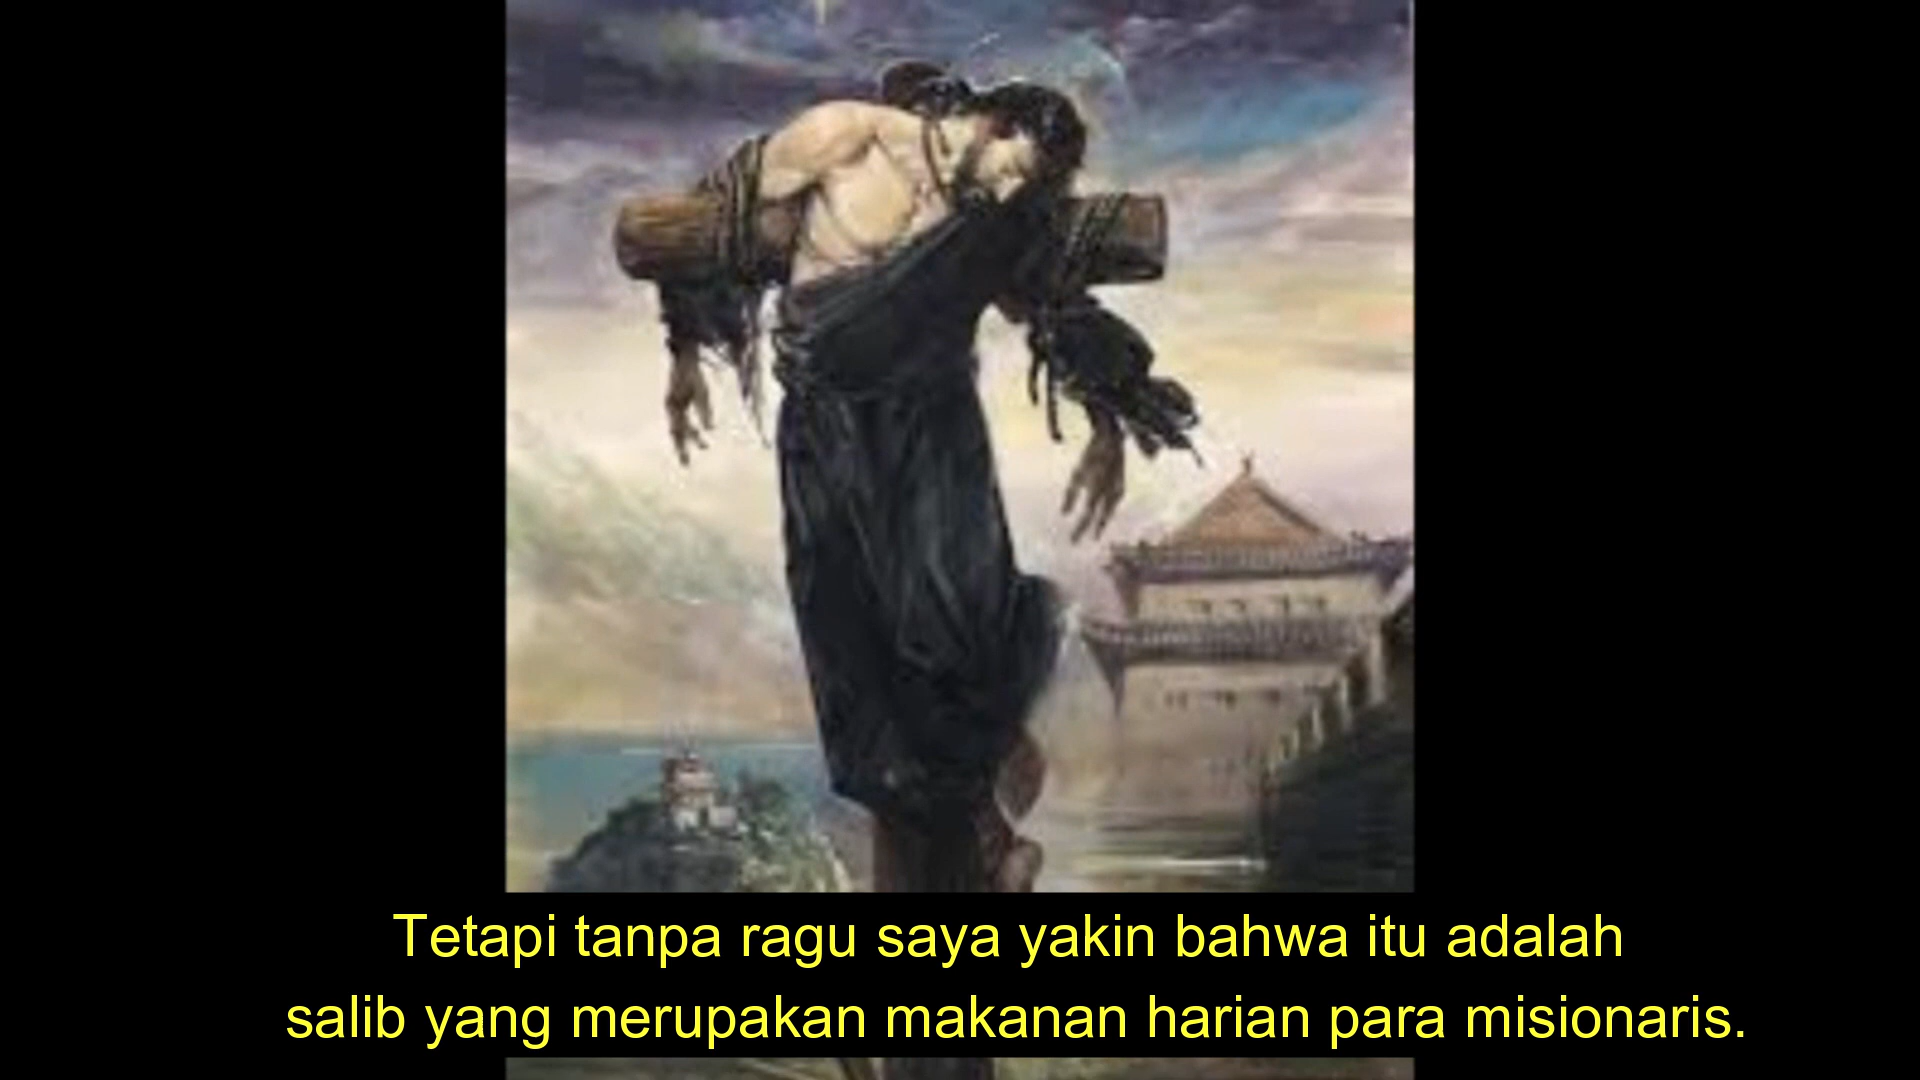 Tetapi tanpa ragu saya yakin bahwa itu adalah
salib yang merupakan makanan harian para misionaris.